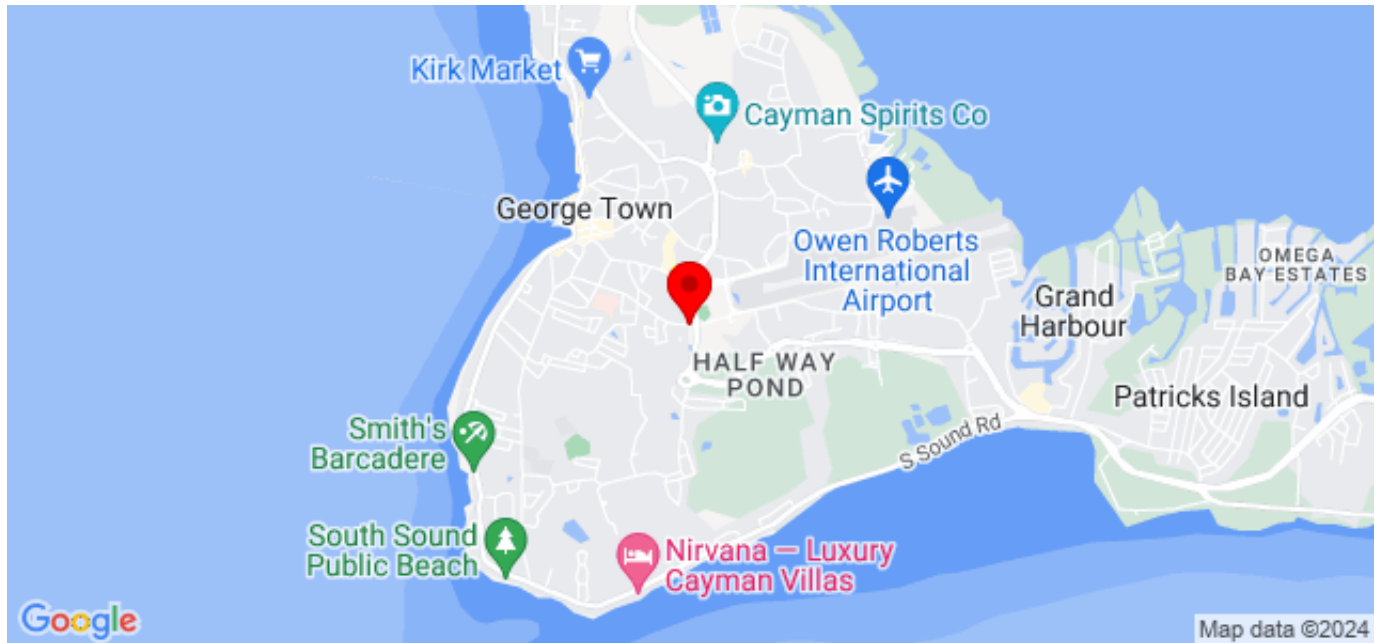 Kirk Market
Cayman Spirits Co
George Town
Owen Roberts
International
Airport
OMEGA
BAY ESTATES
Grand
Harbour
HALF WAY
POND
Patricks Island
Smith's
Barcadere
S Sound Rd
South Sound
Public Beach
Nirvana — Luxury
Cayman Villas
Google
Map data ©2024